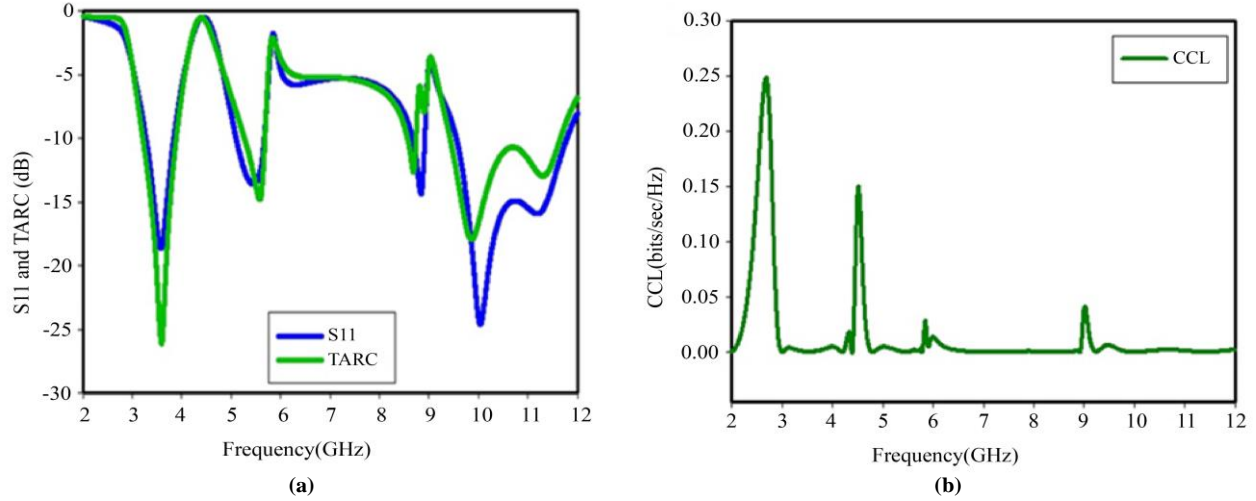 S11 and TARC (dB)
0
-5
-10
-15
-20
-25
-30
S11
TARC
2 3 4 5 6 7 8 9 10 11 12
Frequency(GHz)
(a)
CCL(bits/sec/Hz)
0.30
0.25
0.20
0.15
0.10
0.05
0.00
CCL
2 3 4 5 6 7 8 9 10 11 12
Frequency(GHz)
(b)